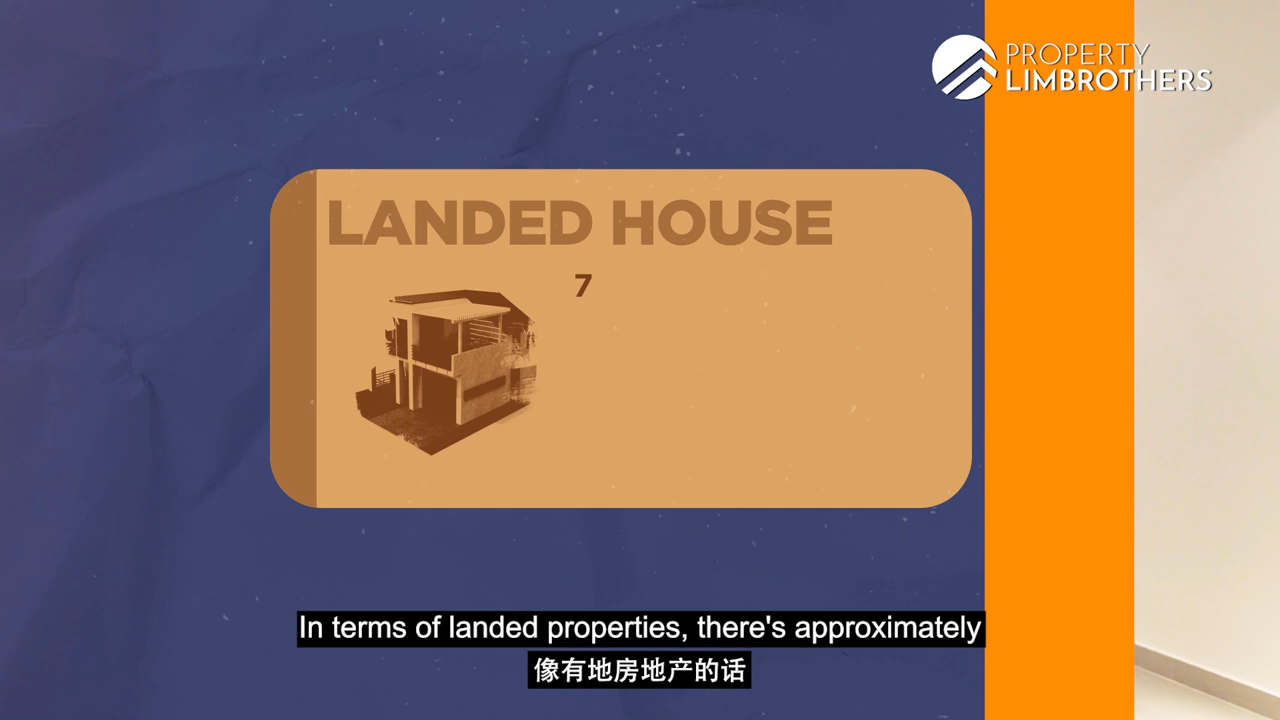 PROPERTY
LIMBROTHERS
LANDED HOUSE
7
In terms of landed properties, there's approximately
像有地房地产的话